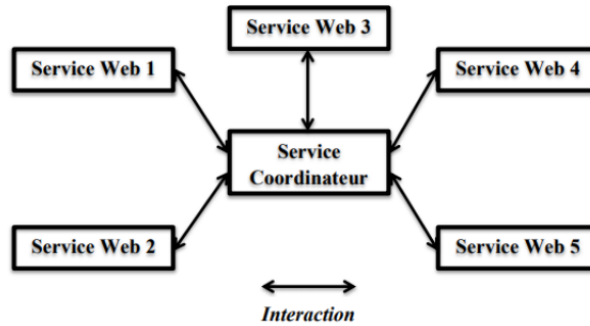 Service Web 3
Service Web 1
Service Web 4
Service
Coordinateur
Service Web 2
Service Web 5
Interaction